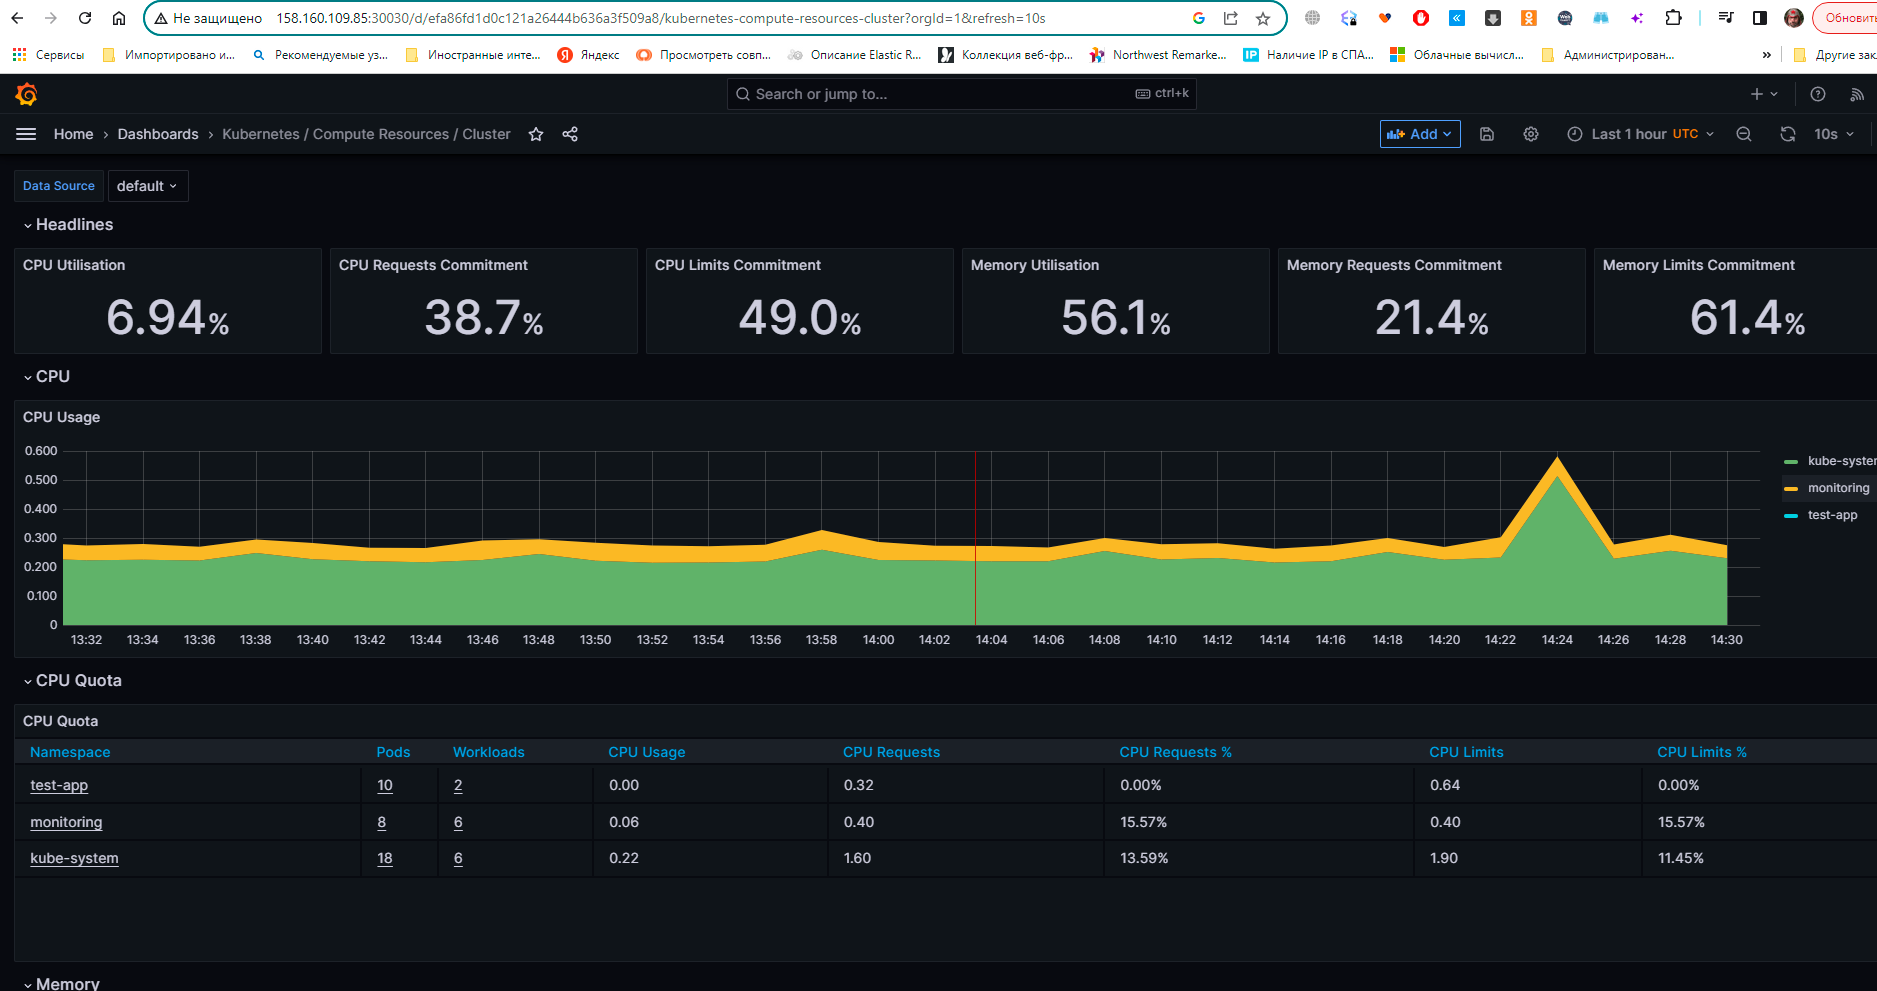 Не защищено 158.160.109.85:30030/d/efa86fd1d0c121a26444b636a3f509a8/kubernetes-compute-resources-cluster?orgId=1&refresh=10s Обновить
Сервисы Импортировано и... Рекомендуемые уз... Иностранные инте... Яндекс Просмотреть совп... Описание Elastic R... Коллекция веб-фр... Northwest Remarke... IP Наличие IP в СПА... Облачные вычисл... Администрирован... » Другие зак
Search or jump to... ctrl+k
Home › Dashboards › Kubernetes / Compute Resources / Cluster Add Last 1 hour UTC 10s
Data Source default
Headlines
CPU Utilisation CPU Requests Commitment CPU Limits Commitment Memory Utilisation Memory Requests Commitment Memory Limits Commitment
6.94% 38.7% 49.0% 56.1% 21.4% 61.4%
CPU
CPU Usage
0.600
0.500
0.400
0.300
0.200
0.100
0
13:32 13:34 13:36 13:38 13:40 13:42 13:44 13:46 13:48 13:50 13:52 13:54 13:56 13:58 14:00 14:02 14:04 14:06 14:08 14:10 14:12 14:14 14:16 14:18 14:20 14:22 14:24 14:26 14:28 14:30
kube-system
monitoring
test-app
CPU Quota
CPU Quota
Namespace Pods Workloads CPU Usage CPU Requests CPU Requests % CPU Limits CPU Limits %
test-app 10 2 0.00 0.32 0.00% 0.64 0.00%
monitoring 8 6 0.06 0.40 15.57% 0.40 15.57%
kube-system 18 6 0.22 1.60 13.59% 1.90 11.45%
Memory